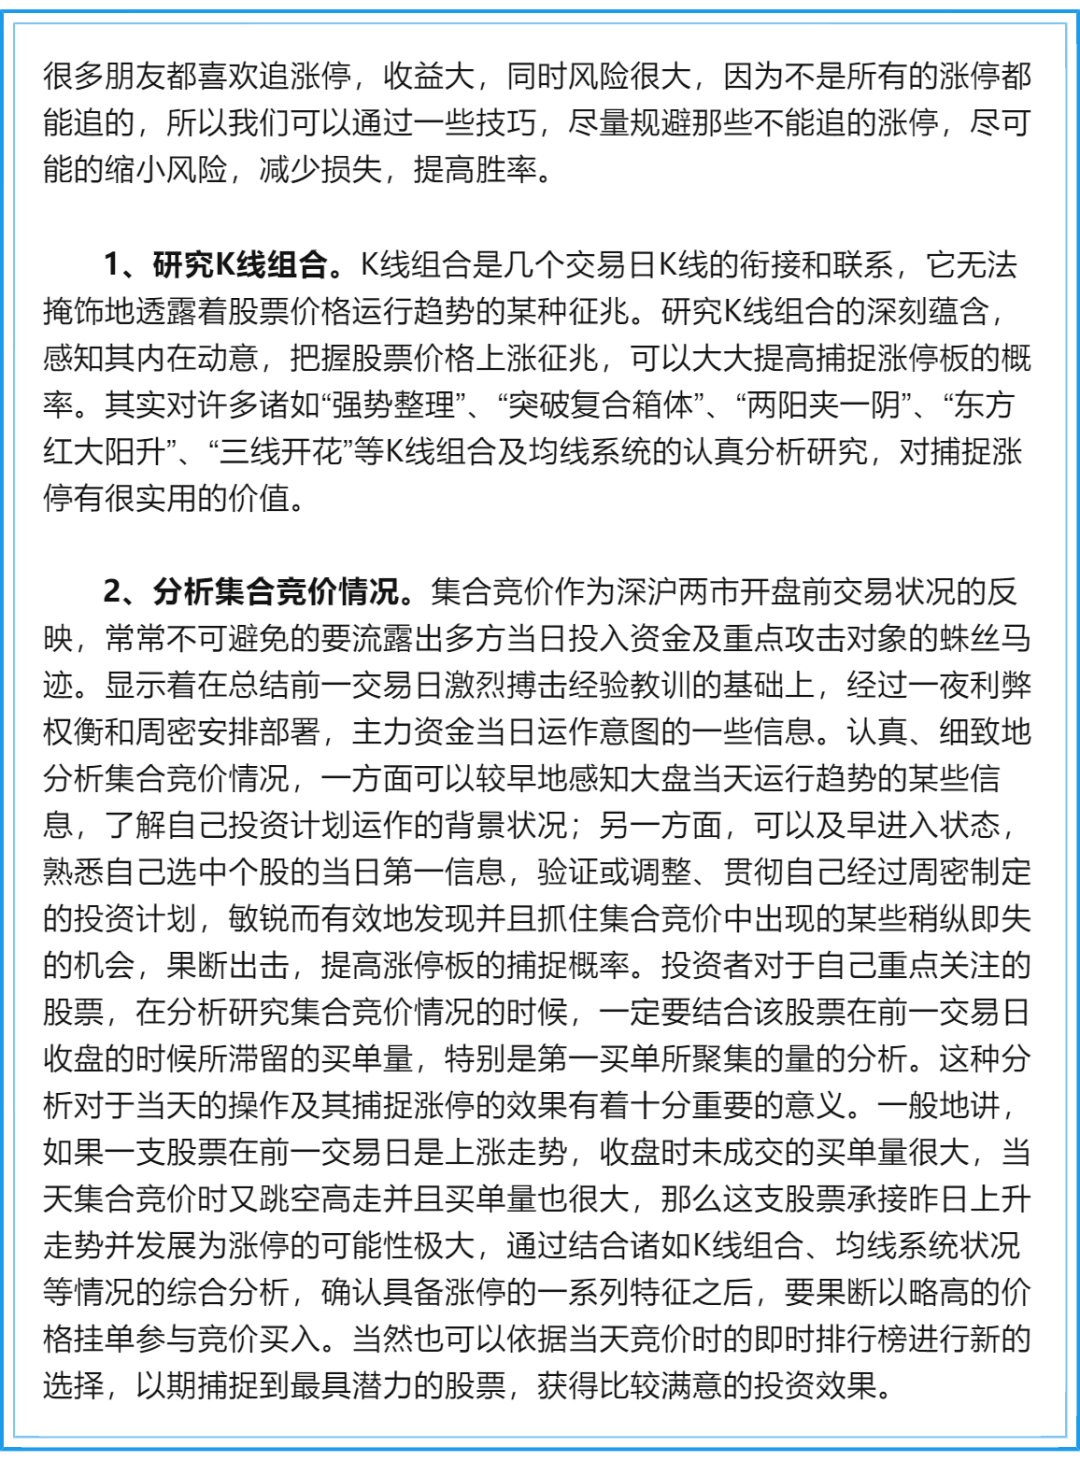 很多朋友都喜欢追涨停，收益大，同时风险很大，因为不是所有的涨停都
能追的，所以我们可以通过一些技巧，尽量规避那些不能追的涨停，尽可
能的缩小风险，减少损失，提高胜率。
1、研究K线组合。K线组合是几个交易日K线的衔接和联系，它无法
掩饰地透露着股票价格运行趋势的某种征兆。研究K线组合的深刻蕴含，
感知其内在动意，把握股票价格上涨征兆，可以大大提高捕捉涨停板的概
率。其实对许多诸如“强势整理”、“突破复合箱体”、“两阳夹一阴”、“东方
红大阳升”、“三线开花”等K线组合及均线系统的认真分析研究，对捕捉涨
停有很实用的价值。
2、分析集合竞价情况。集合竞价作为深沪两市开盘前交易状况的反
映，常常不可避免的要流露出多方当日投入资金及重点攻击对象的蛛丝马
迹。显示着在总结前一交易日激烈搏击经验教训的基础上，经过一夜利弊
权衡和周密安排部署，主力资金当日运作意图的一些信息。认真、细致地
分析集合竞价情况，一方面可以较早地感知大盘当天运行趋势的某些信
息，了解自己投资计划运作的背景状况；另一方面，可以及早进入状态，
熟悉自己选中个股的当日第一信息，验证或调整、贯彻自己经过周密制定
的投资计划，敏锐而有效地发现并且抓住集合竞价中出现的某些稍纵即失
的机会，果断出击，提高涨停板的捕捉概率。投资者对于自己重点关注的
股票，在分析研究集合竞价情况的时候，一定要结合该股票在前一交易日
收盘的时候所滞留的买单量，特别是第一买单所聚集的量的分析。这种分
析对于当天的操作及其捕捉涨停的效果有着十分重要的意义。一般地讲，
如果一支股票在前一交易日是上涨走势，收盘时未成交的买单量很大，当
天集合竞价时又跳空高走并且买单量也很大，那么这支股票承接昨日上升
走势并发展为涨停的可能性极大，通过结合诸如K线组合、均线系统状况
等情况的综合分析，确认具备涨停的一系列特征之后，要果断以略高的价
格挂单参与竞价买入。当然也可以依据当天竞价时的即时排行榜进行新的
选择，以期捕捉到最具潜力的股票，获得比较满意的投资效果。